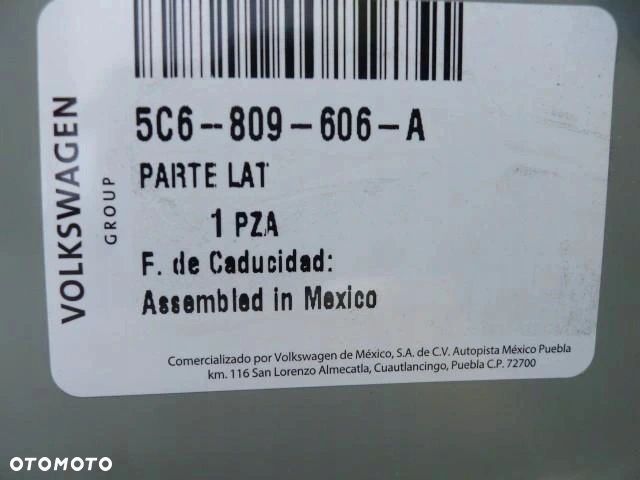 VOLKSWAGEN
GROUP
5C6-809-606-A
PARTE LAT
1 PZA
F. de Caducidad:
Assembled in Mexico
Comercializado por Volkswagen de México, S.A. de C.V. Autopista México Puebla
km. 116 San Lorenzo Almecatla, Cuautlancingo, Puebla C.P. 72700
OTOMOTO